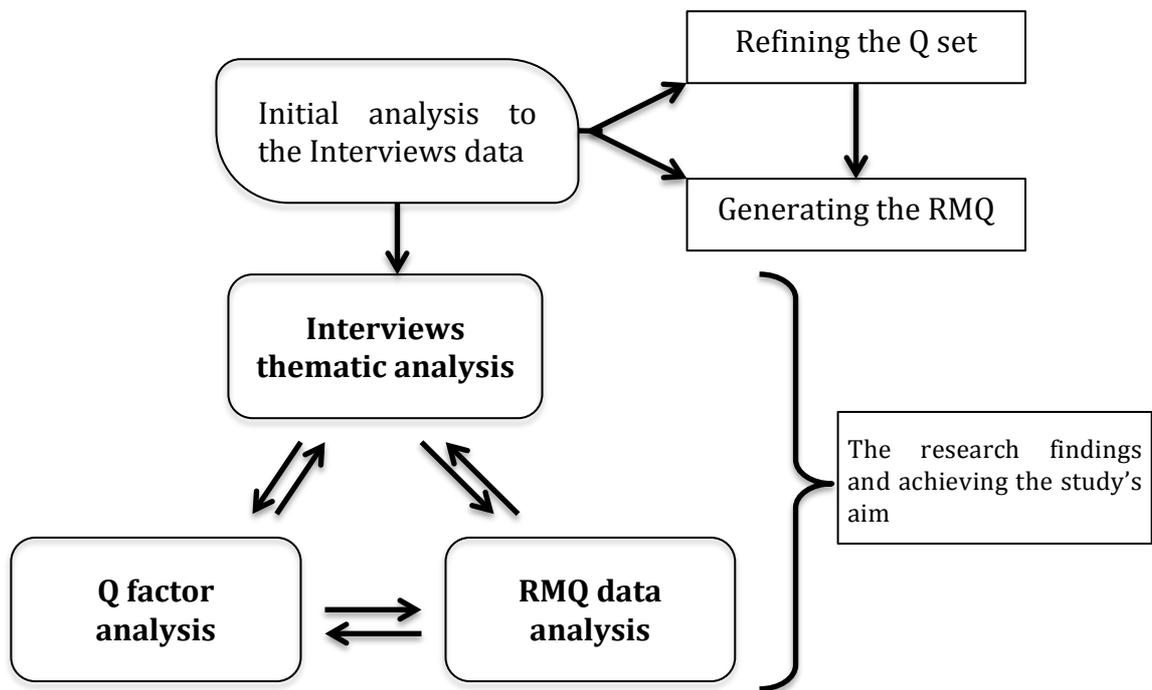 Refining the Q set
Initial analysis to
the Interviews data
Generating the RMQ
Interviews
thematic analysis
The research findings
and achieving the study’s
aim
Q factor
analysis
RMQ data
analysis